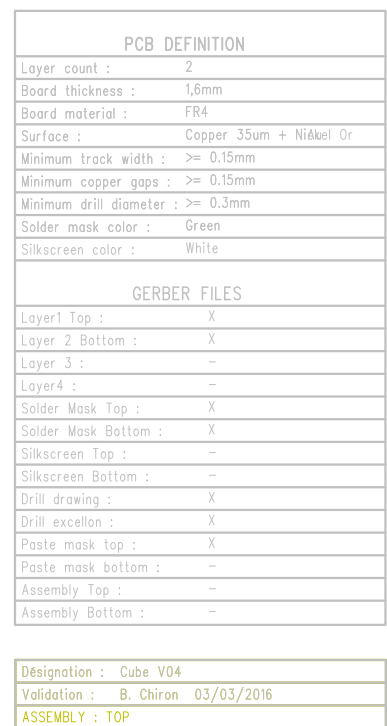 PCB DEFINITION
Layer count : 2
Board thickness : 1,6mm
Board material : FR4
Surface : Copper 35um + Or
Minimum track width : >= 0.15mm
Minimum copper gaps : >= 0.15mm
Minimum drill diameter : >= 0.3mm
Solder mask color : Green
Silkscreen color : White
GERBER FILES
Layer1 Top : X
Layer 2 Bottom : X
Layer 3 : -
Layer4 : -
Solder Mask Top : X
Solder Mask Bottom : X
Silkscreen Top : -
Silkscreen Bottom : -
Drill drawing : X
Drill excellon : X
Paste mask top : X
Paste mask bottom : -
Assembly Top : -
Assembly Bottom : -
Désignation : Cube V04
Validation : B. Chiron 03/03/2016
ASSEMBLY : TOP